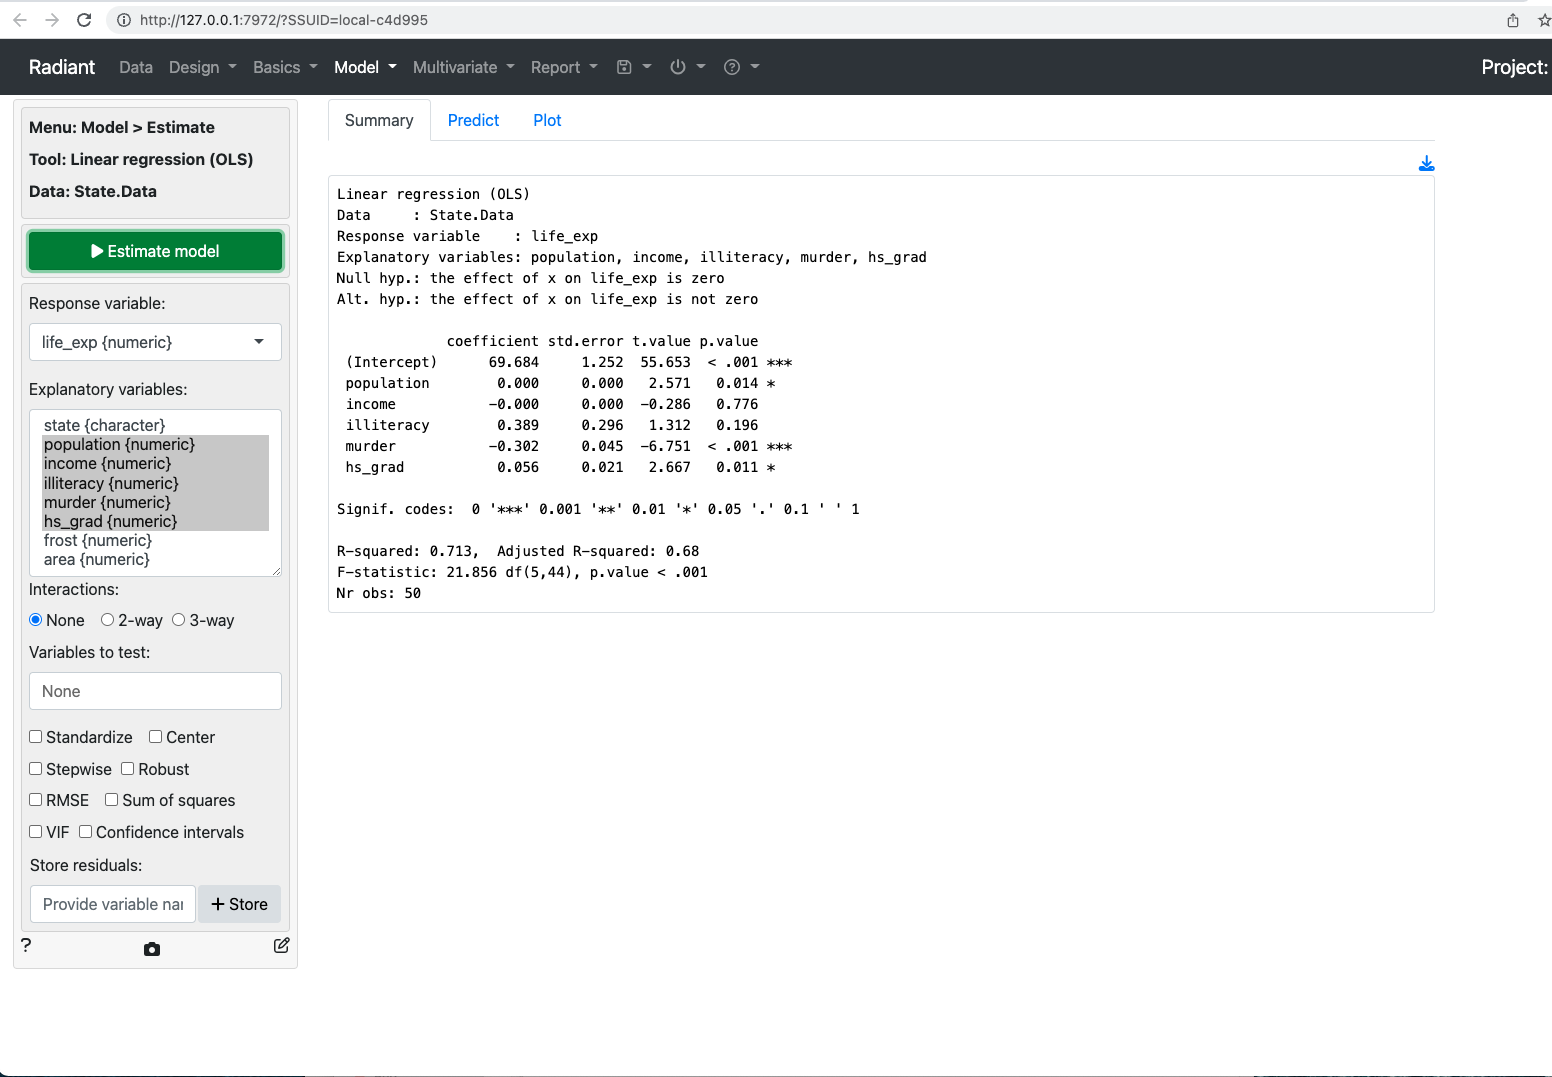 http://127.0.0.1:7972/?SSUID=local-c4d995
Radiant Data Design Basics Model Multivariate Report Project:
Menu: Model > Estimate
Tool: Linear regression (OLS)
Data: State.Data
Estimate model
Response variable:
life_exp {numeric}
Explanatory variables:
state {character}
population {numeric}
income {numeric}
illiteracy {numeric}
murder {numeric}
hs_grad {numeric}
frost {numeric}
area {numeric}
Interactions:
None 2-way 3-way
Variables to test:
None
Standardize Center
Stepwise Robust
RMSE Sum of squares
VIF Confidence intervals
Store residuals:
Provide variable nar + Store
?
Summary Predict Plot
Linear regression (OLS)
Data     : State.Data
Response variable    : life_exp
Explanatory variables: population, income, illiteracy, murder, hs_grad
Null hyp.: the effect of x on life_exp is zero
Alt. hyp.: the effect of x on life_exp is not zero
coefficient std.error t.value p.value
(Intercept)      69.684     1.252  55.653  < .001 ***
population        0.000     0.000   2.571   0.014 *
income           -0.000     0.000  -0.286   0.776
illiteracy        0.389     0.296   1.312   0.196
murder           -0.302     0.045  -6.751  < .001 ***
hs_grad           0.056     0.021   2.667   0.011 *
Signif. codes:  0 '***' 0.001 '**' 0.01 '*' 0.05 '.' 0.1 ' ' 1
R-squared: 0.713,  Adjusted R-squared: 0.68
F-statistic: 21.856 df(5,44), p.value < .001
Nr obs: 50